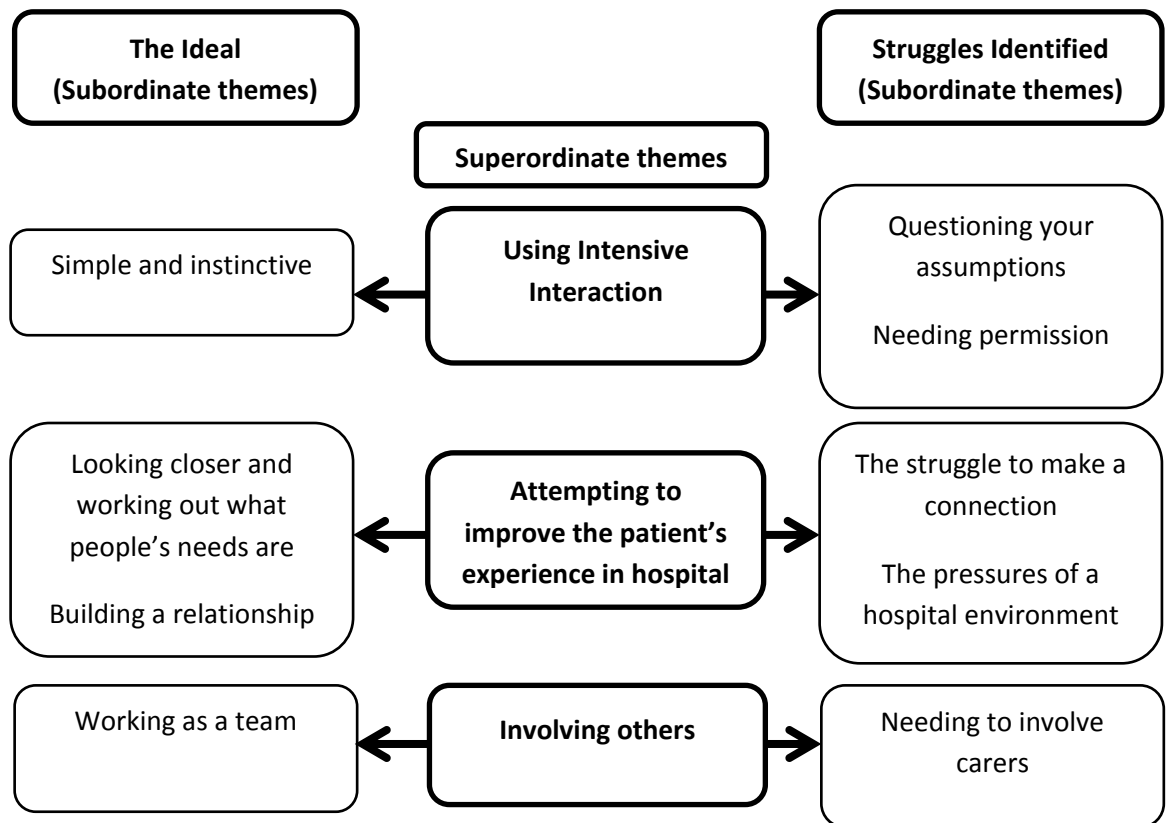 The Ideal
(Subordinate themes)
Struggles Identified
(Subordinate themes)
Superordinate themes
Simple and instinctive
Using Intensive
Interaction
Questioning your
assumptions
Needing permission
Looking closer and
working out what
people’s needs are
Building a relationship
Attempting to
improve the patient’s
experience in hospital
The struggle to make a
connection
The pressures of a
hospital environment
Working as a team
Involving others
Needing to involve
carers